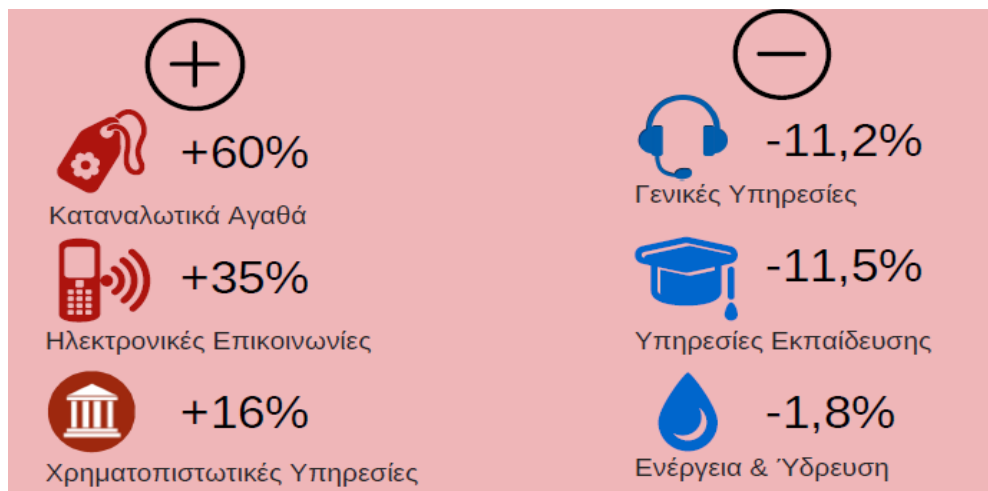 +60%
Καταναλωτικά Αγαθά
+35%
Ηλεκτρονικές Επικοινωνίες
+16%
Χρηματοπιστωτικές Υπηρεσίες
-11,2%
Γενικές Υπηρεσίες
-11,5%
Υπηρεσίες Εκπαίδευσης
-1,8%
Ενέργεια & Ύδρευση